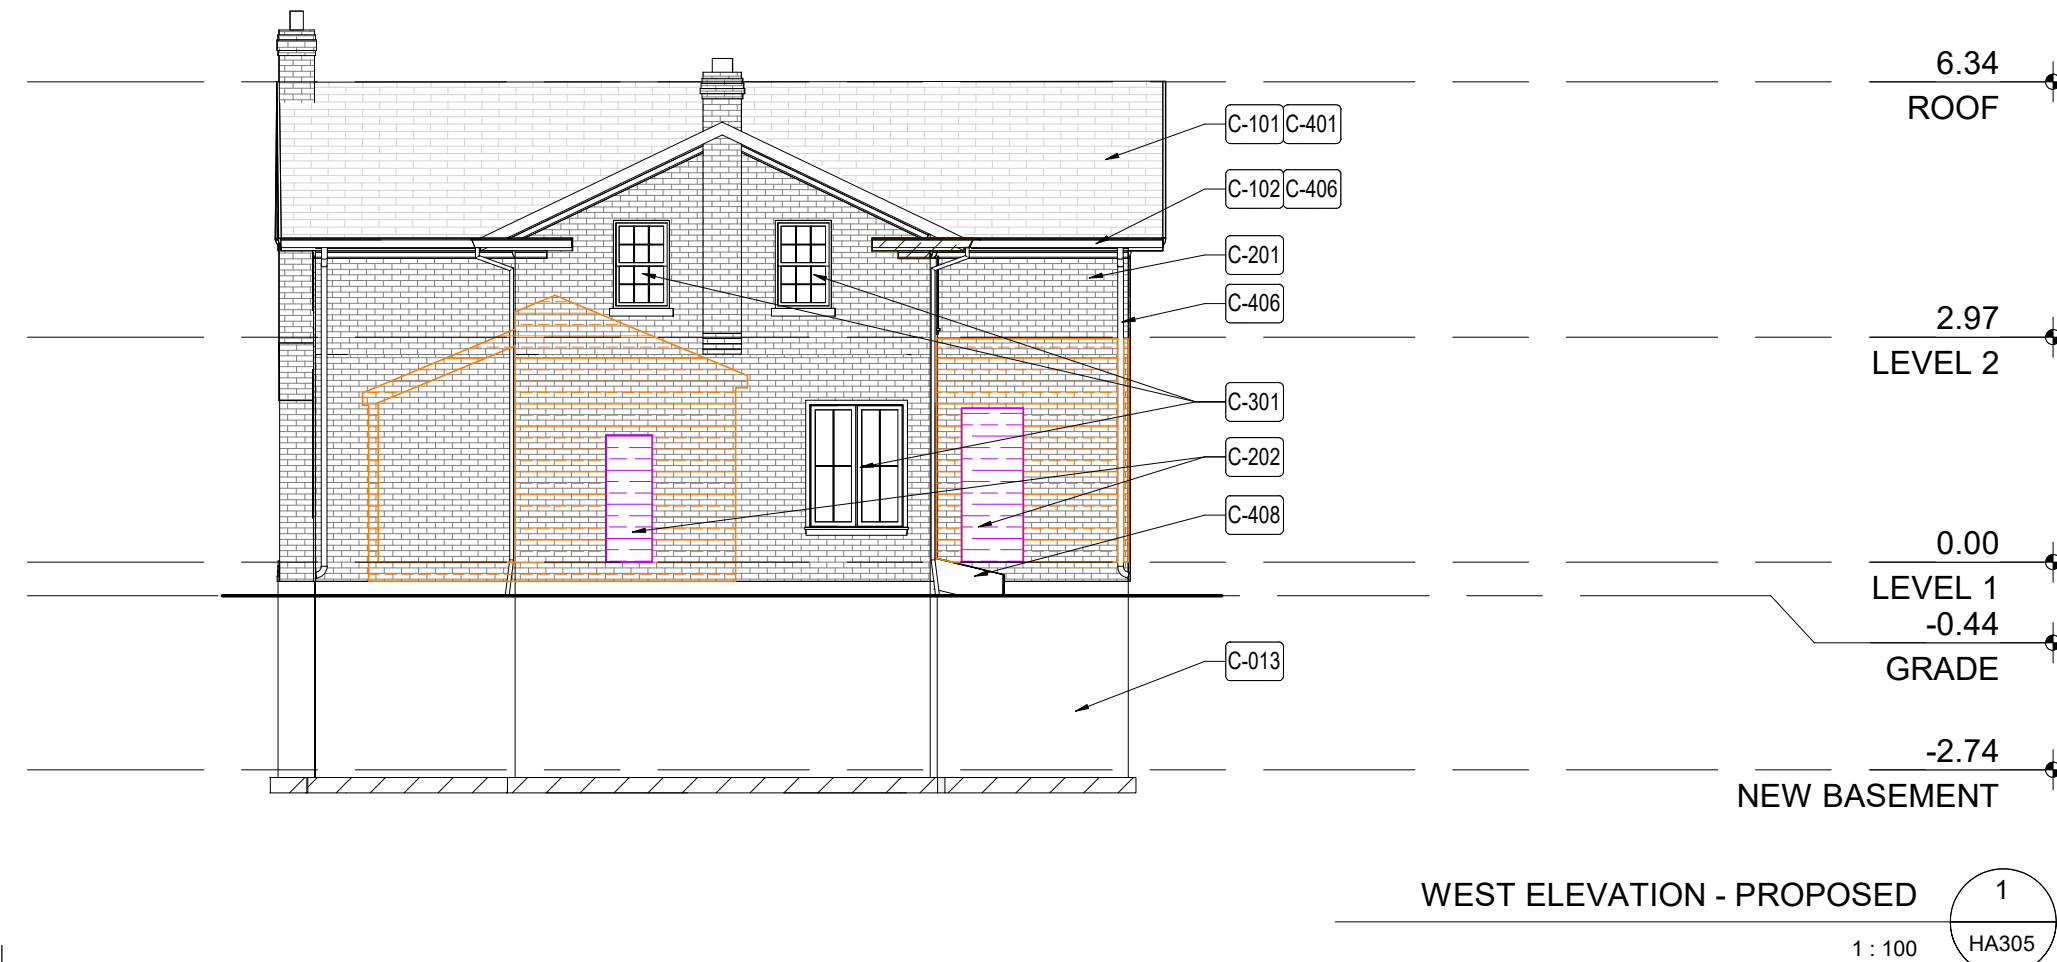 6.34
ROOF
C-101 C-401
C-102 C-406
C-201
C-406
2.97
LEVEL 2
C-301
C-202
C-408
0.00
LEVEL 1
-0.44
GRADE
C-013
-2.74
NEW BASEMENT
WEST ELEVATION - PROPOSED
1
1 : 100
HA305